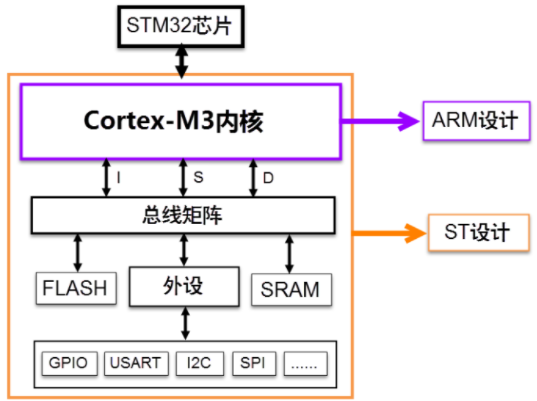 STM32芯片
Cortex-M3内核
ARM设计
I S D
总线矩阵
ST设计
FLASH 外设 SRAM
GPIO USART I2C SPI ......